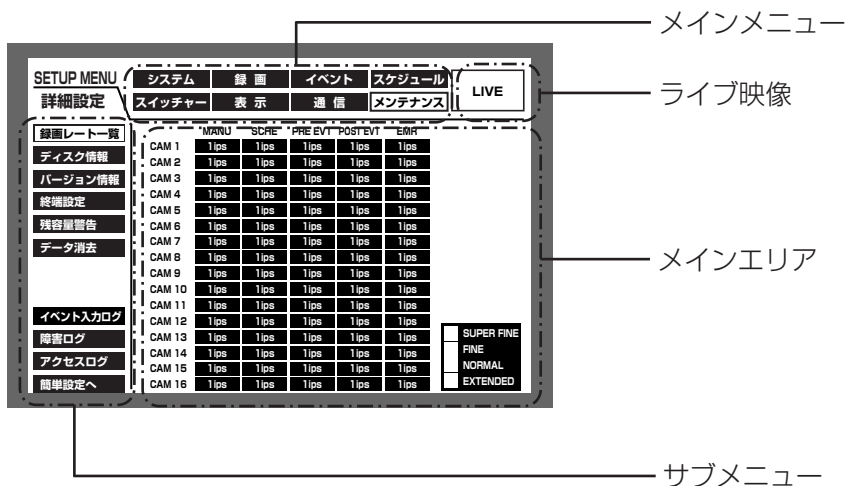 メインメニュー
SETUP MENU
詳細設定
システム 録 画 イベント スケジュール
スイッチャー 表 示 通 信 メンテナンス
LIVE
ライブ映像
録画レート一覧
ディスク情報
バージョン情報
終端設定
残容量警告
データ消去
イベント入力ログ
障害ログ
アクセスログ
簡単設定へ
MANU SCHE PRE EVT POST EVT EMR
CAM 1 1ips 1ips 1ips 1ips 1ips
CAM 2 1ips 1ips 1ips 1ips 1ips
CAM 3 1ips 1ips 1ips 1ips 1ips
CAM 4 1ips 1ips 1ips 1ips 1ips
CAM 5 1ips 1ips 1ips 1ips 1ips
CAM 6 1ips 1ips 1ips 1ips 1ips
CAM 7 1ips 1ips 1ips 1ips 1ips
CAM 8 1ips 1ips 1ips 1ips 1ips
CAM 9 1ips 1ips 1ips 1ips 1ips
CAM 10 1ips 1ips 1ips 1ips 1ips
CAM 11 1ips 1ips 1ips 1ips 1ips
CAM 12 1ips 1ips 1ips 1ips 1ips
CAM 13 1ips 1ips 1ips 1ips 1ips
CAM 14 1ips 1ips 1ips 1ips 1ips
CAM 15 1ips 1ips 1ips 1ips 1ips
CAM 16 1ips 1ips 1ips 1ips 1ips
SUPER FINE
FINE
NORMAL
EXTENDED
メインエリア
サブメニュー